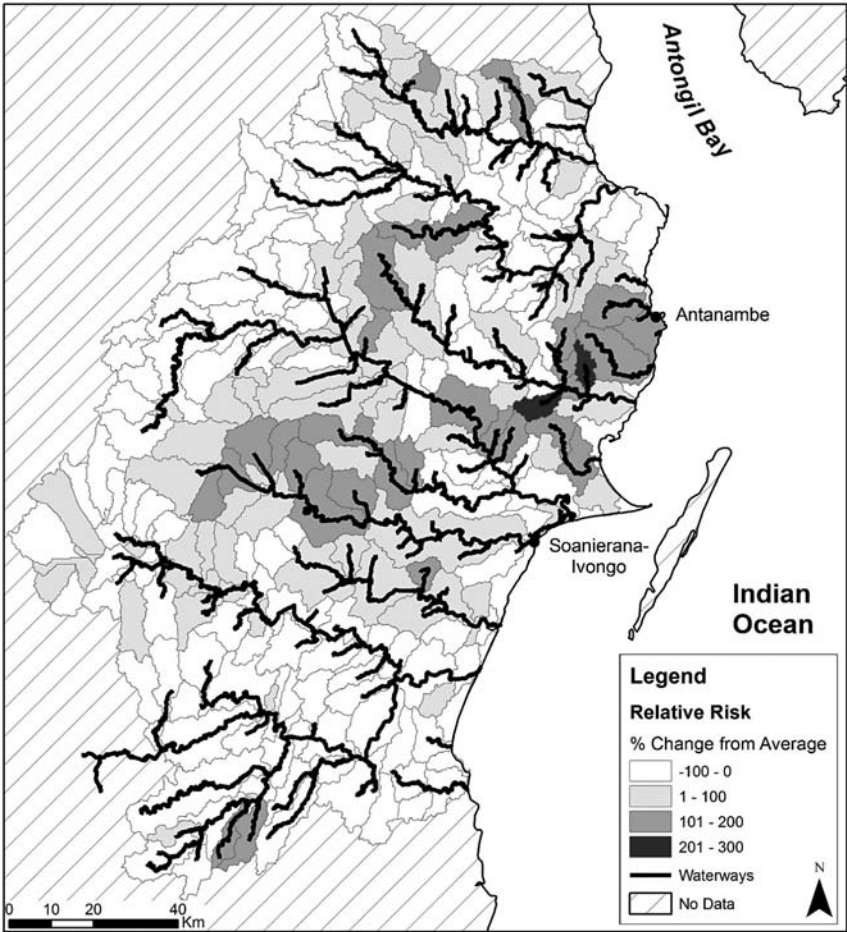 Antongil Bay
Antanambe
Soanierana-
Ivongo
Indian
Ocean
Legend
Relative Risk
% Change from Average
-100 - 0
1 - 100
101 - 200
201 - 300
Waterways
No Data
N
0 10 20 40
Km